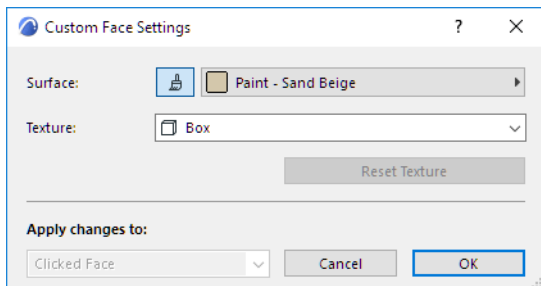 Custom Face Settings
?
Surface:
Paint - Sand Beige
Texture:
Box
Reset Texture
Apply changes to:
Clicked Face
Cancel
OK